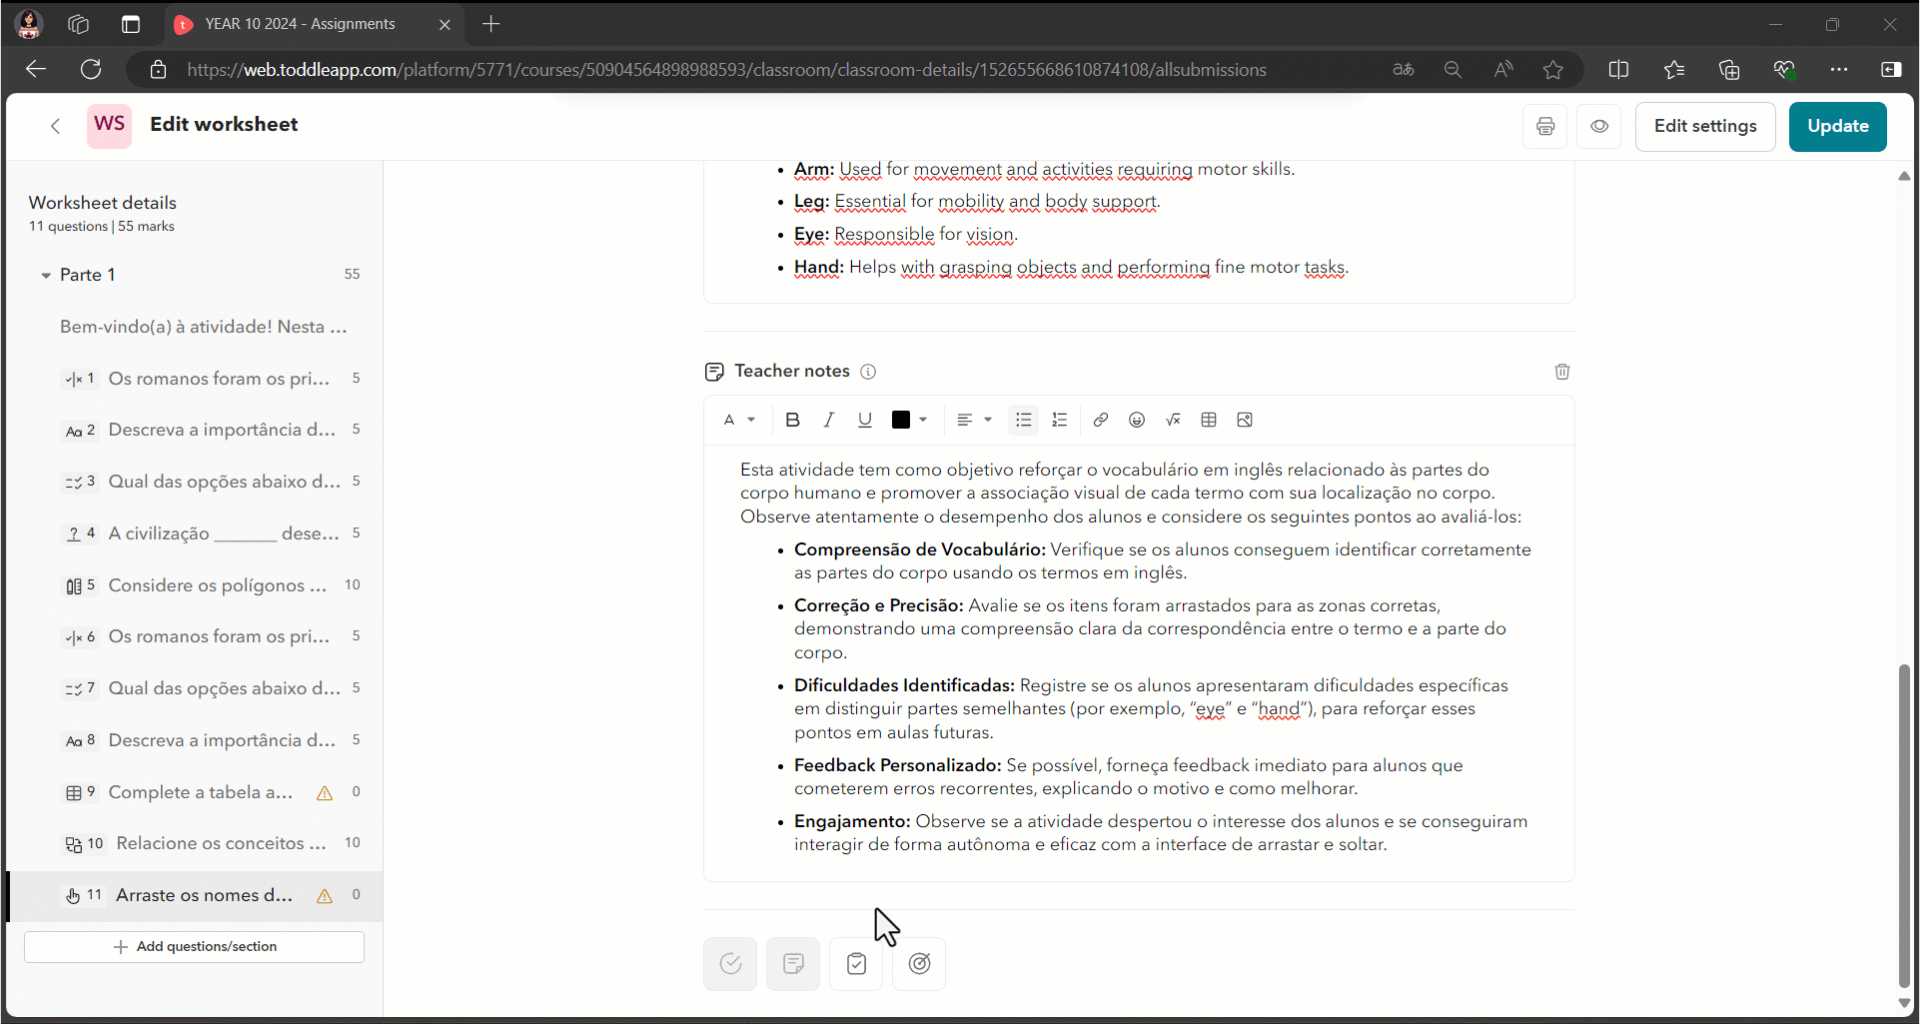 YEAR 10 2024 - Assignments
https://web.toddleapp.com/platform/5771/courses/50904564898988593/classroom/classroom-details/152655668610874108/allsubmissions
WS Edit worksheet
Edit settings
Update
Worksheet details
11 questions | 55 marks
Parte 1 55
Bem-vindo(a) à atividade! Nesta ...
1 Os romanos foram os pri... 5
Aa 2 Descreva a importância d... 5
3 Qual das opções abaixo d... 5
? 4 A civilização _______ dese... 5
5 Considere os polígonos ... 10
6 Os romanos foram os pri... 5
7 Qual das opções abaixo d... 5
Aa 8 Descreva a importância d... 5
9 Complete a tabela a... 0
10 Relacione os conceitos ... 10
11 Arraste os nomes d... 0
Add questions/section
• Arm: Used for movement and activities requiring motor skills.
• Leg: Essential for mobility and body support.
• Eye: Responsible for vision.
• Hand: Helps with grasping objects and performing fine motor tasks.
Teacher notes
A B I U
Esta atividade tem como objetivo reforçar o vocabulário em inglês relacionado às partes do
corpo humano e promover a associação visual de cada termo com sua localização no corpo.
Observe atentamente o desempenho dos alunos e considere os seguintes pontos ao avaliá-los:
• Compreensão de Vocabulário: Verifique se os alunos conseguem identificar corretamente
as partes do corpo usando os termos em inglês.
• Correção e Precisão: Avalie se os itens foram arrastados para as zonas corretas,
demonstrando uma compreensão clara da correspondência entre o termo e a parte do
corpo.
• Dificuldades Identificadas: Registre se os alunos apresentaram dificuldades específicas
em distinguir partes semelhantes (por exemplo, “eye” e “hand”), para reforçar esses
pontos em aulas futuras.
• Feedback Personalizado: Se possível, forneça feedback imediato para alunos que
cometerem erros recorrentes, explicando o motivo e como melhorar.
• Engajamento: Observe se a atividade despertou o interesse dos alunos e se conseguiram
interagir de forma autônoma e eficaz com a interface de arrastar e soltar.